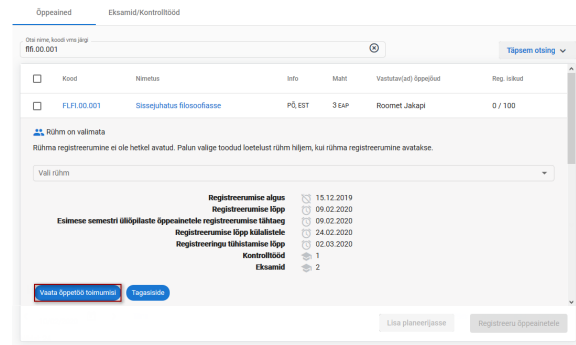 Õppeained Eksamid/Kontrolltööd
Otsi nime, koodi vms järgi
flfi.00.001
Täpsem otsing
Kood Nimetus Info Maht Vastutav(ad) õppejõud Reg. isikud
FLFI.00.001 Sissejuhatus filosoofiasse PÕ, EST 3 EAP Roomet Jakapi 0 / 100
Rühm on valimata
Rühma registreerumine ei ole hetkel avatud. Palun valige toodud loetelust rühm hiljem, kui rühma registreerumine avatakse.
Vali rühm
Registreerumise algus 15.12.2019
Registreerumise lõpp 09.02.2020
Esimese semestri üliõpilaste õppeainetele registreerumise tähtaeg 09.02.2020
Registreerumise lõpp külalistele 24.02.2020
Registreeringu tühistamise lõpp 02.03.2020
Kontrolltööd 1
Eksamid 2
Vaata õppetöö toimumisi Tagasiside
Lisa planeerijasse Registreeru õppeainetele